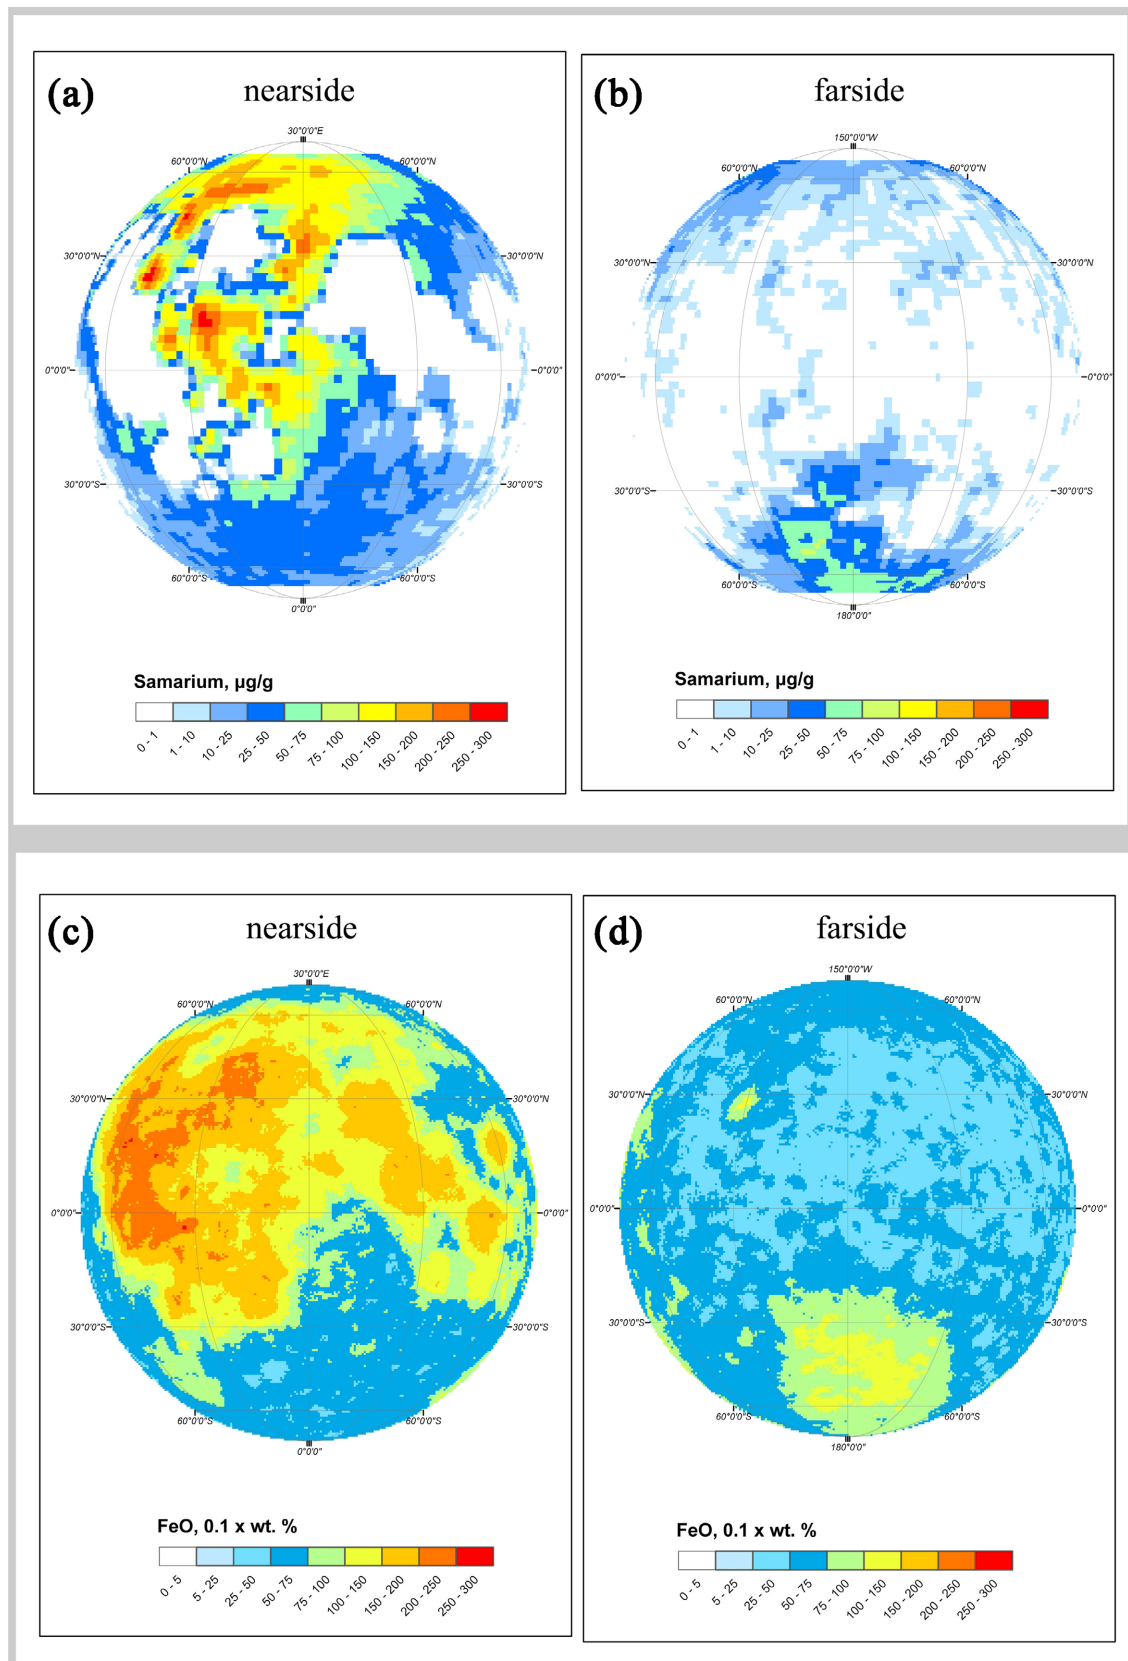 (a) nearside
30°0'0"E
60°0'0"N 60°0'0"N
30°0'0"N 30°0'0"N
0°0'0" 0°0'0"
30°0'0"S 30°0'0"S
60°0'0"S 60°0'0"S
0°0'0"
Samarium, µg/g
0 - 1 1 - 10 10 - 25 25 - 50 50 - 75 75 - 100 100 - 150 150 - 200 200 - 250 250 - 300
(b) farside
150°0'0"W
60°0'0"N 60°0'0"N
30°0'0"N 30°0'0"N
0°0'0" 0°0'0"
30°0'0"S 30°0'0"S
60°0'0"S 60°0'0"S
180°0'0"
Samarium, µg/g
0 - 1 1 - 10 10 - 25 25 - 50 50 - 75 75 - 100 100 - 150 150 - 200 200 - 250 250 - 300
(c) nearside
30°0'0"E
60°0'0"N 60°0'0"N
30°0'0"N 30°0'0"N
0°0'0" 0°0'0"
30°0'0"S 30°0'0"S
60°0'0"S 60°0'0"S
0°0'0"
FeO, 0.1 x wt. %
0 - 5 5 - 25 25 - 50 50 - 75 75 - 100 100 - 150 150 - 200 200 - 250 250 - 300
(d) farside
150°0'0"W
60°0'0"N 60°0'0"N
30°0'0"N 30°0'0"N
0°0'0" 0°0'0"
30°0'0"S 30°0'0"S
60°0'0"S 60°0'0"S
180°0'0"
FeO, 0.1 x wt. %
0 - 5 5 - 25 25 - 50 50 - 75 75 - 100 100 - 150 150 - 200 200 - 250 250 - 300